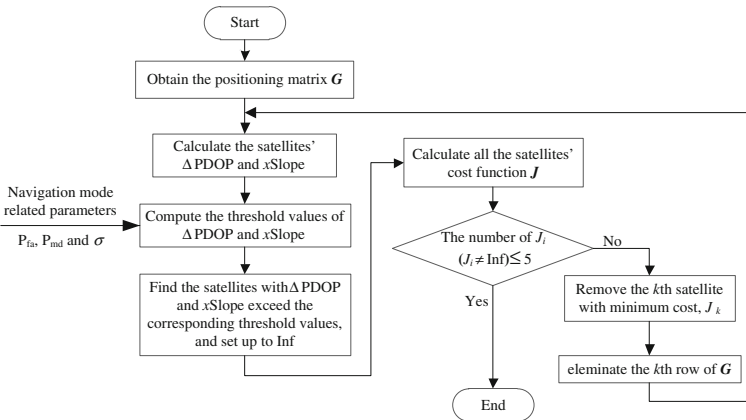 Start
Obtain the positioning matrix G
Calculate the satellites'
Δ PDOP and xSlope
Navigation mode
related parameters
Pfa, Pmd and σ
Compute the threshold values of
Δ PDOP and xSlope
Find the satellites with Δ PDOP
and xSlope exceed the
corresponding threshold values,
and set up to Inf
Calculate all the satellites'
cost function J
The number of Ji
(Ji ≠ Inf) ≤ 5
No
Yes
Remove the kth satellite
with minimum cost, Jk
eleminate the kth row of G
End